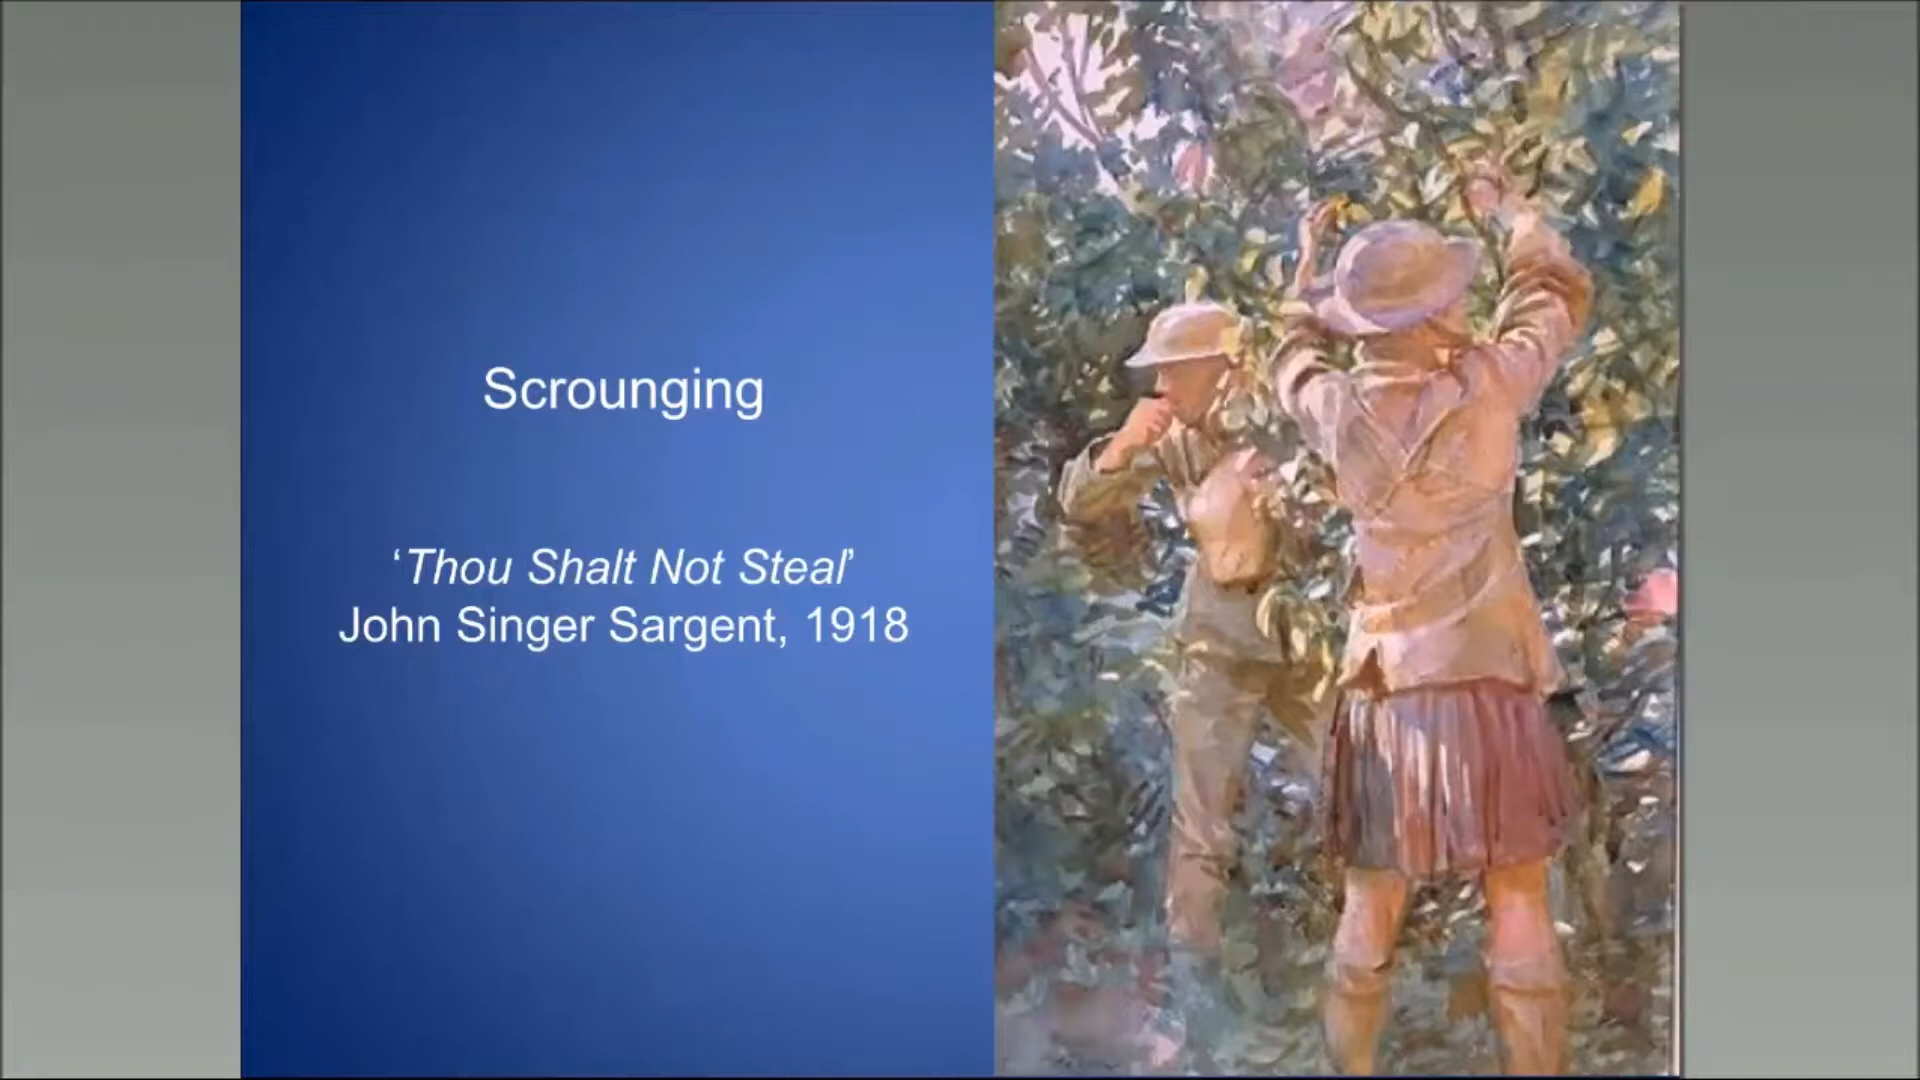 Scrounging
‘Thou Shalt Not Steal’
John Singer Sargent, 1918